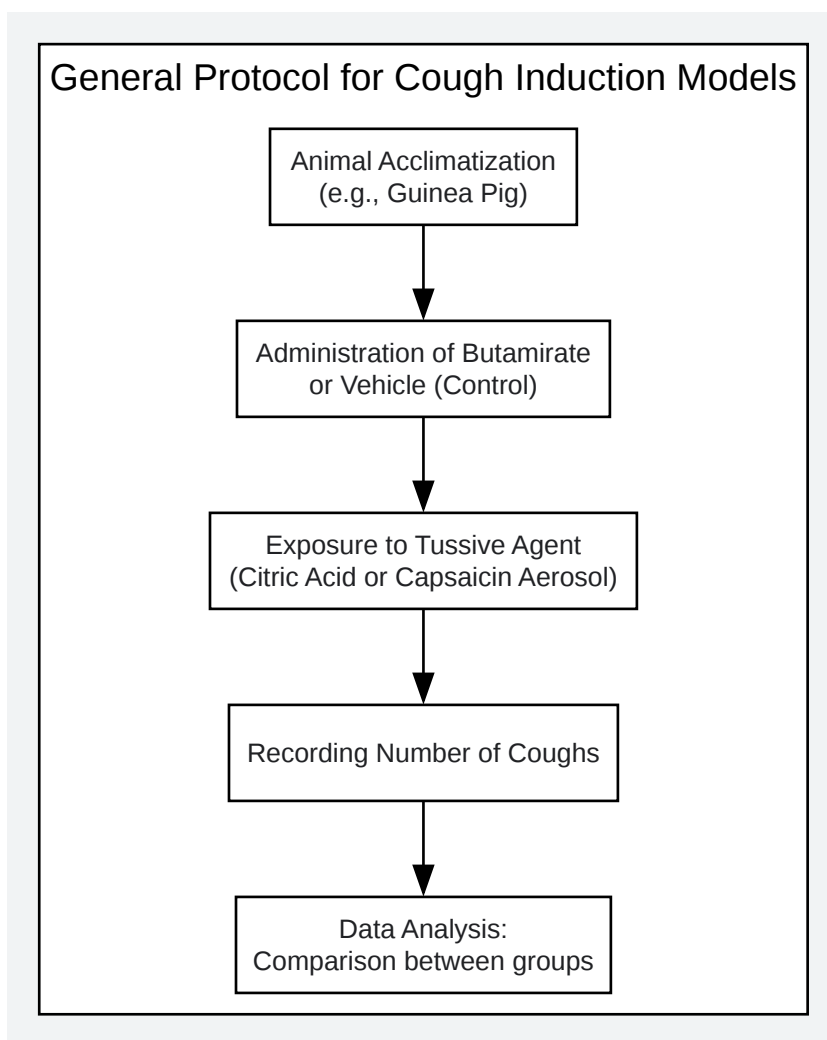 General Protocol for Cough Induction Models
Animal Acclimatization
(e.g., Guinea Pig)
Administration of Butamirate
or Vehicle (Control)
Exposure to Tussive Agent
(Citric Acid or Capsaicin Aerosol)
Recording Number of Coughs
Data Analysis:
Comparison between groups